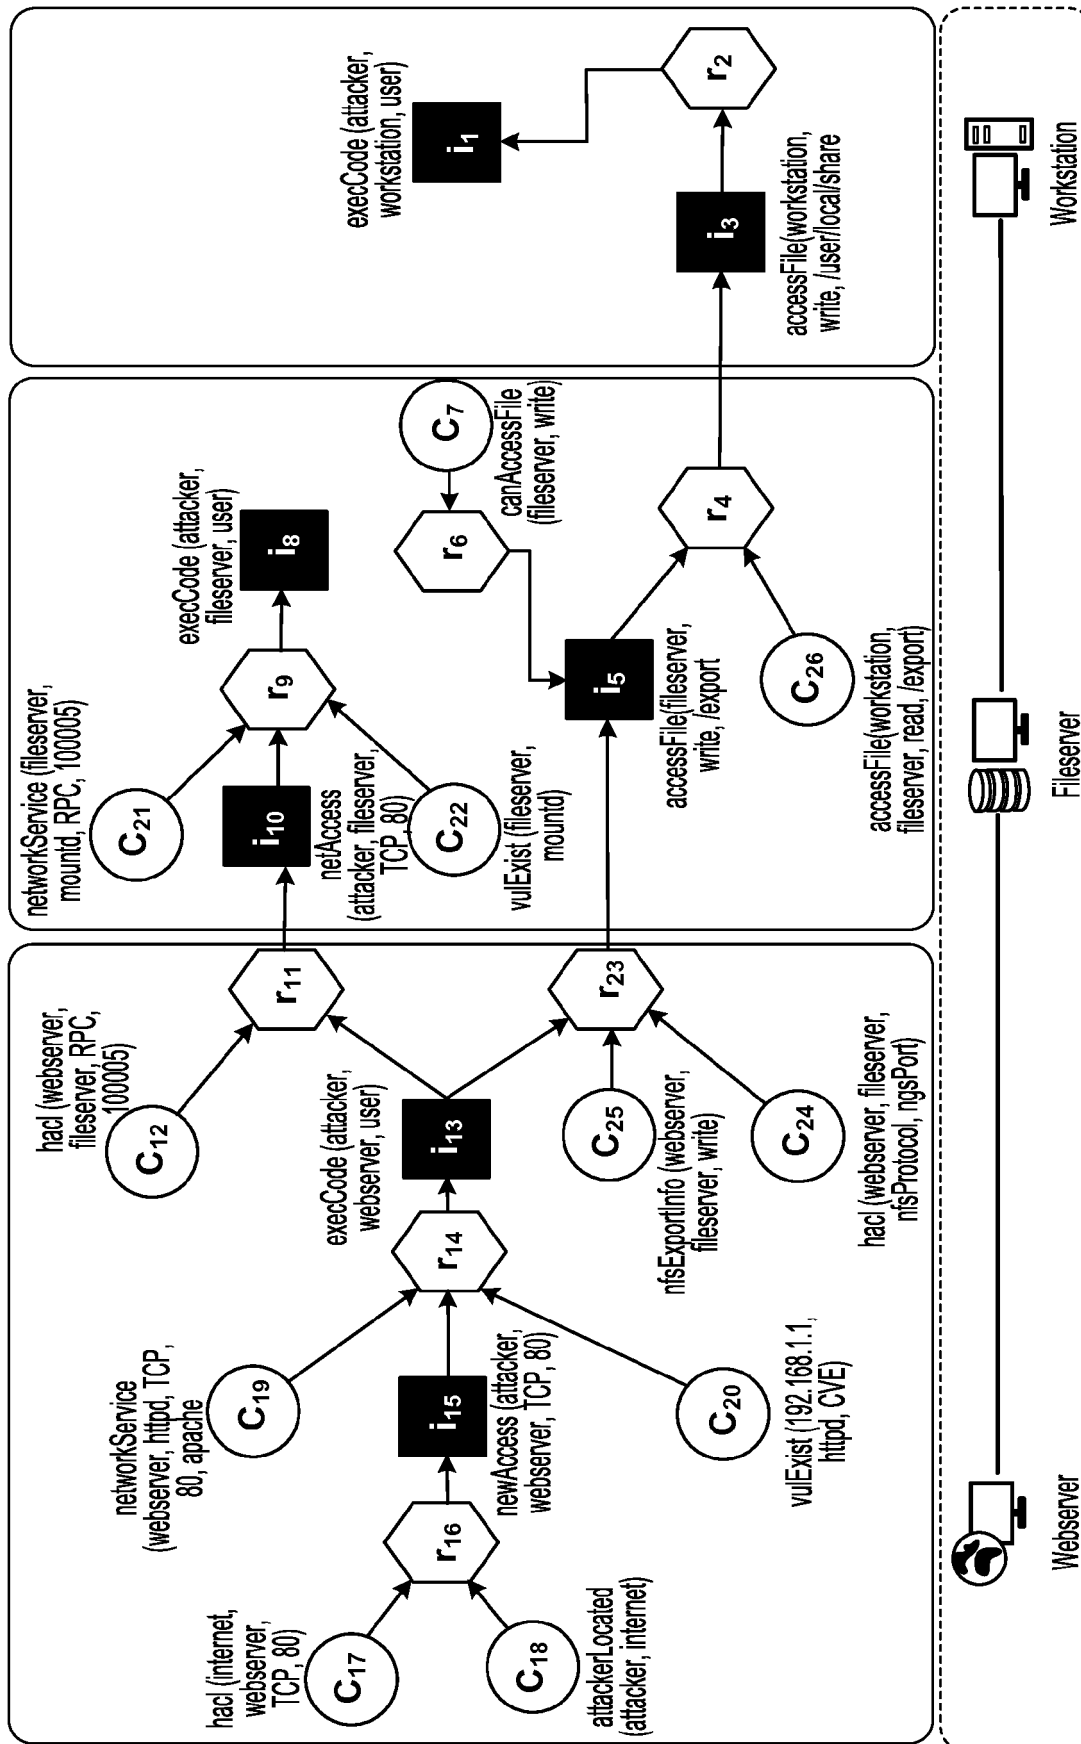 hacl (internet,
webserver,
TCP, 80)
C17
C18
attackerLocated
(attacker, internet)
r16
networkService
(webserver, httpd, TCP,
80, apache
C19
i15
newAccess (attacker,
webserver, TCP, 80)
C20
vulExist (192.168.1.1,
httpd, CVE)
r14
hacl (webserver,
fileserver, RPC,
100005)
C12
execCode (attacker,
webserver, user)
i13
C25
nfsExportInfo (webserver,
fileserver, write)
C24
hacl (webserver, fileserver,
nfsProtocol, ngsPort)
r11
r23
networkService (fileserver,
mountd, RPC, 100005)
C21
i10
netAccess
(attacker, fileserver,
TCP, 80)
C22
vulExist (fileserver,
mountd)
r9
execCode (attacker,
fileserver, user)
i8
C7
canAccessFile
(fileserver, write)
r6
i5
accessFile(fileserver,
write, /export
r4
C26
accessFile(workstation,
fileserver, read, /export)
execCode (attacker,
workstation, user)
i1
r2
i3
accessFile(workstation,
write, /user/local/share
Webserver
Fileserver
Workstation